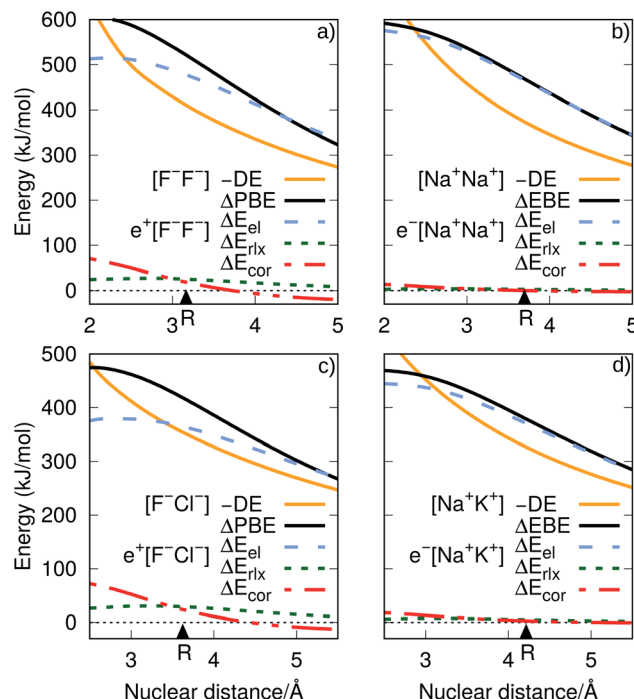 a)
600
500
400
300
200
100
0
Energy (kJ/mol)
[F⁻F⁻] −DE
ΔPBE
e⁺[F⁻F⁻] ΔE_el
ΔE_rlx
ΔE_cor
2 3 4 5
R
b)
[Na⁺Na⁺] −DE
ΔEBE
e⁻[Na⁺Na⁺] ΔE_el
ΔE_rlx
ΔE_cor
2 3 4 5
R
c)
500
400
300
200
100
0
Energy (kJ/mol)
[F⁻Cl⁻] −DE
ΔPBE
e⁺[F⁻Cl⁻] ΔE_el
ΔE_rlx
ΔE_cor
3 4 5
R
Nuclear distance/Å
d)
[Na⁺K⁺] −DE
ΔEBE
e⁻[Na⁺K⁺] ΔE_el
ΔE_rlx
ΔE_cor
3 4 5
R
Nuclear distance/Å